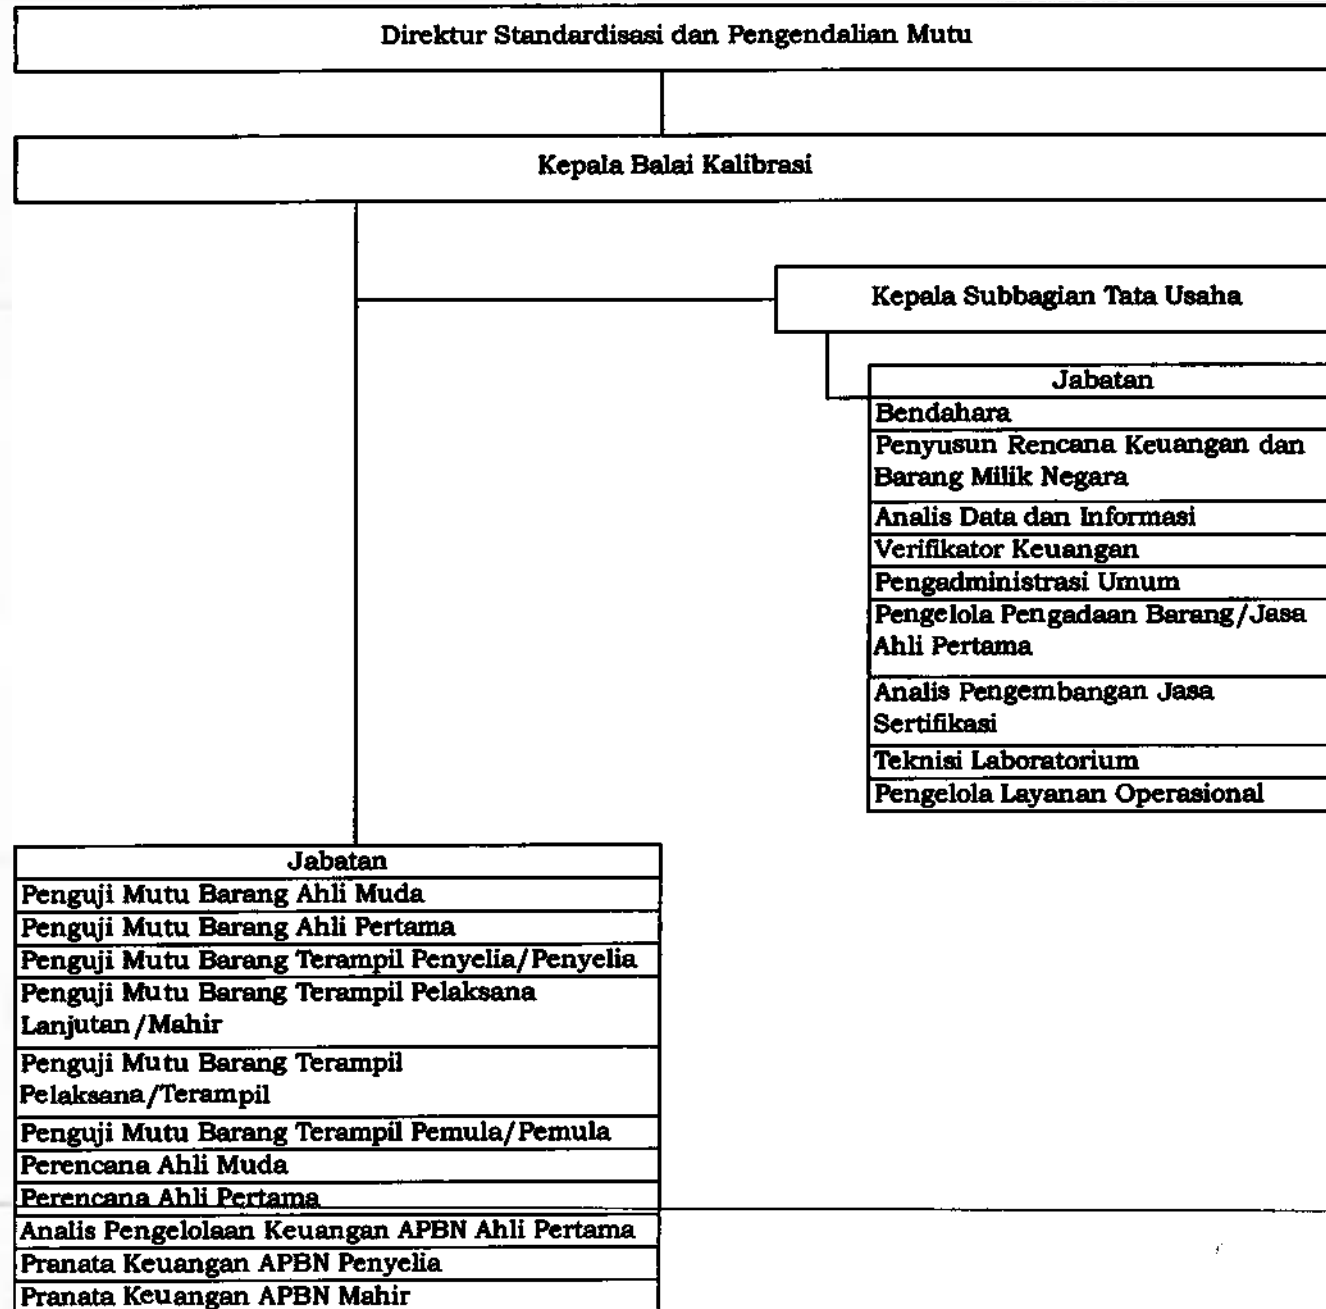 Direktur Standardisasi dan Pengendalian Mutu
Kepala Balai Kalibrasi
Kepala Subbagian Tata Usaha
Jabatan
Bendahara
Penyusun Rencana Keuangan dan
Barang Milik Negara
Analis Data dan Informasi
Verifikator Keuangan
Pengadministrasi Umum
Pengelola Pengadaan Barang/Jasa
Ahli Pertama
Analis Pengembangan Jasa
Sertifikasi
Teknisi Laboratorium
Pengelola Layanan Operasional
Jabatan
Penguji Mutu Barang Ahli Muda
Penguji Mutu Barang Ahli Pertama
Penguji Mutu Barang Terampil Penyelia/Penyelia
Penguji Mutu Barang Terampil Pelaksana
Lanjutan/Mahir
Penguji Mutu Barang Terampil
Pelaksana/Terampil
Penguji Mutu Barang Terampil Pemula/Pemula
Perencana Ahli Muda
Perencana Ahli Pertama
Analis Pengelolaan Keuangan APBN Ahli Pertama
Pranata Keuangan APBN Penyelia
Pranata Keuangan APBN Mahir